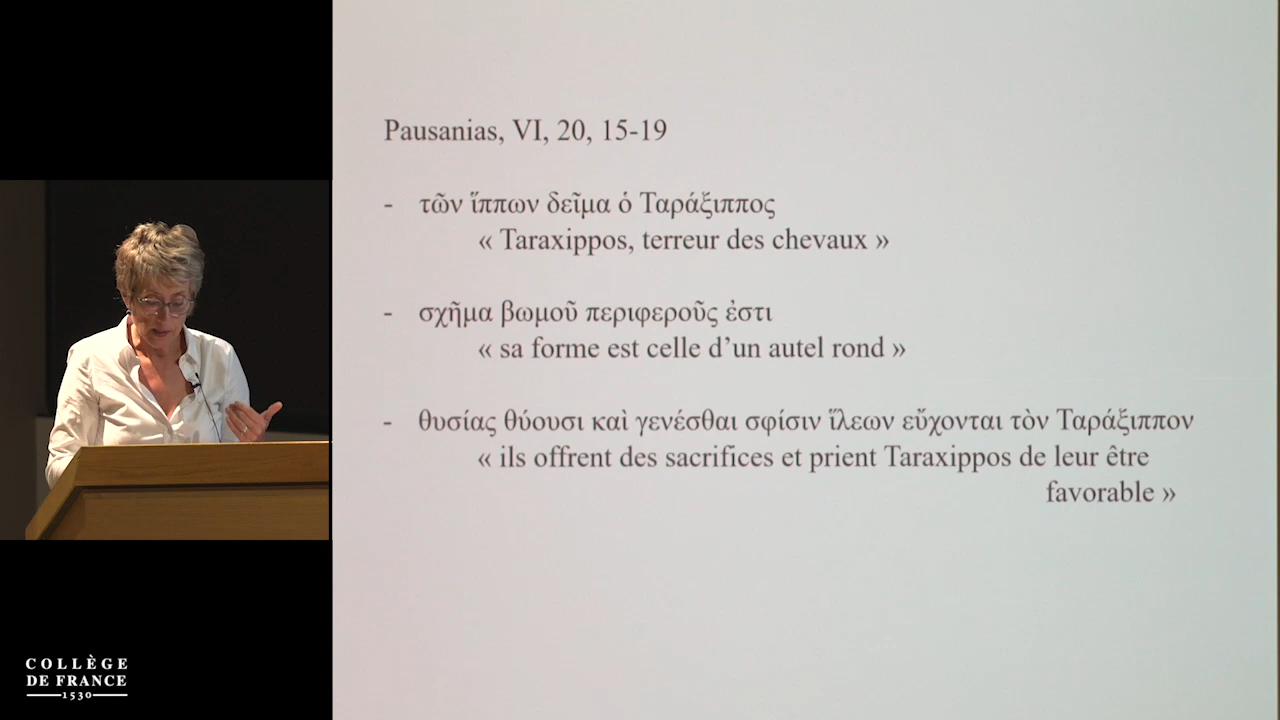 Pausanias, VI, 20, 15-19
- τῶν ἵππων δεῖμα ὁ Ταράξιππος
« Taraxippos, terreur des chevaux »
- σχῆμα βωμοῦ περιφεροῦς ἐστι
« sa forme est celle d’un autel rond »
- θυσίας θύουσι καὶ γενέσθαι σφίσιν ἵλεων εὔχονται τὸν Ταράξιππον
« ils offrent des sacrifices et prient Taraxippos de leur être
favorable »
COLLÈGE
DE FRANCE
1530